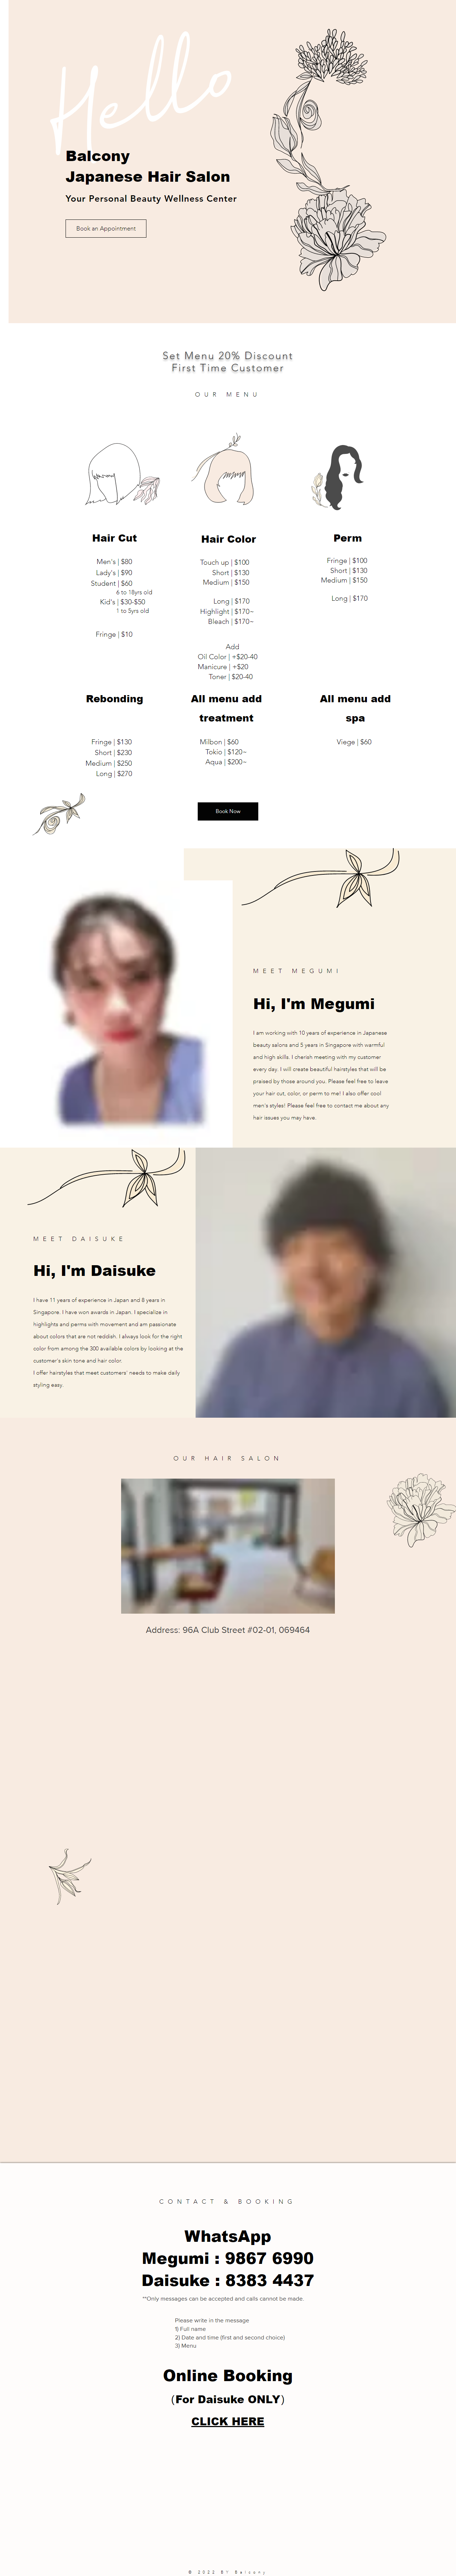 Hello
Balcony
Japanese Hair Salon
Your Personal Beauty Wellness Center
Book an Appointment
Set Menu 20% Discount
First Time Customer
OUR MENU
Hair Cut
Men's | $80
Lady's | $90
Student | $60
6 to 18yrs old
Kid's | $30-$50
1 to 5yrs old
Fringe | $10
Hair Color
Touch up | $100
Short | $130
Medium | $150
Long | $170
Highlight | $170~
Bleach | $170~
Add
Oil Color | +$20-40
Manicure | +$20
Toner | $20-40
Perm
Fringe | $100
Short | $130
Medium | $150
Long | $170
Rebonding
Fringe | $130
Short | $230
Medium | $250
Long | $270
All menu add
treatment
Milbon | $60
Tokio | $120~
Aqua | $200~
All menu add
spa
Viege | $60
Book Now
MEET MEGUMI
Hi, I'm Megumi
I am working with 10 years of experience in Japanese
beauty salons and 5 years in Singapore with warmful
and high skills. I cherish meeting with my customer
every day. I will create beautiful hairstyles that will be
praised by those around you. Please feel free to leave
your hair cut, color, or perm to me! I also offer cool
men's styles! Please feel free to contact me about any
hair issues you may have.
MEET DAISUKE
Hi, I'm Daisuke
I have 11 years of experience in Japan and 8 years in
Singapore. I have won awards in Japan. I specialize in
highlights and perms with movement and am passionate
about colors that are not reddish. I always look for the right
color from among the 300 available colors by looking at the
customer's skin tone and hair color.
I offer hairstyles that meet customers' needs to make daily
styling easy.
OUR HAIR SALON
Address: 96A Club Street #02-01, 069464
CONTACT & BOOKING
WhatsApp
Megumi : 9867 6990
Daisuke : 8383 4437
**Only messages can be accepted and calls cannot be made.
Please write in the message
1) Full name
2) Date and time (first and second choice)
3) Menu
Online Booking
(For Daisuke ONLY)
CLICK HERE
© 2022 BY Balcony